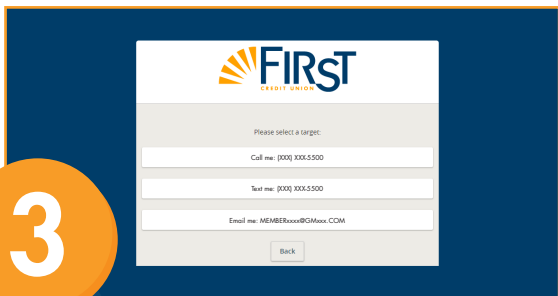 FIRST
CREDIT UNION
Please select a target:
Call me: (XXX) XXX-5500
Text me: (XXX) XXX-5500
Email me: MEMBERxxxx@GMxxx.COM
Back
3